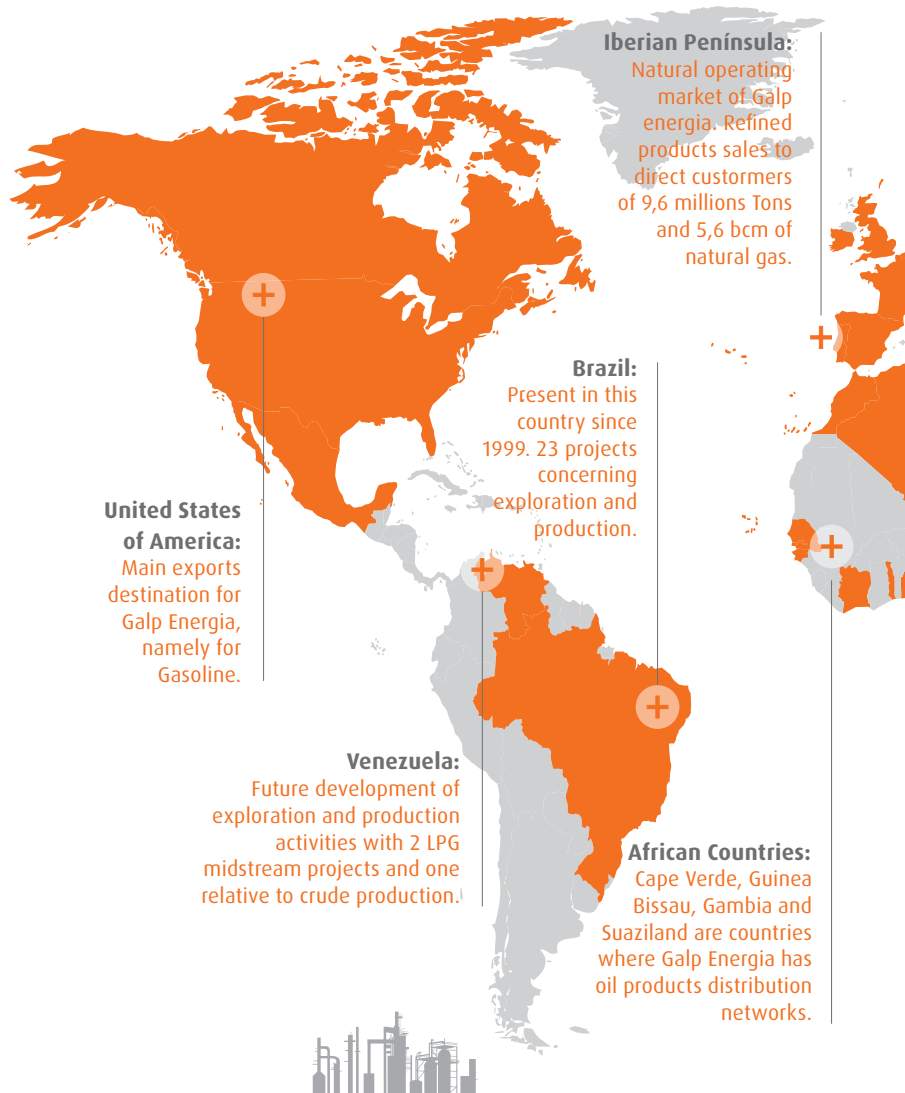 Iberian Península:
Natural operating
market of Galp
energia. Refined
products sales to
direct custormers
of 9,6 millions Tons
and 5,6 bcm of
natural gas.
Brazil:
Present in this
country since
1999. 23 projects
concerning
exploration and
production.
United States
of America:
Main exports
destination for
Galp Energia,
namely for
Gasoline.
Venezuela:
Future development of
exploration and production
activities with 2 LPG
midstream projects and one
relative to crude production.
African Countries:
Cape Verde, Guinea
Bissau, Gambia and
Suaziland are countries
where Galp Energia has
oil products distribution
networks.